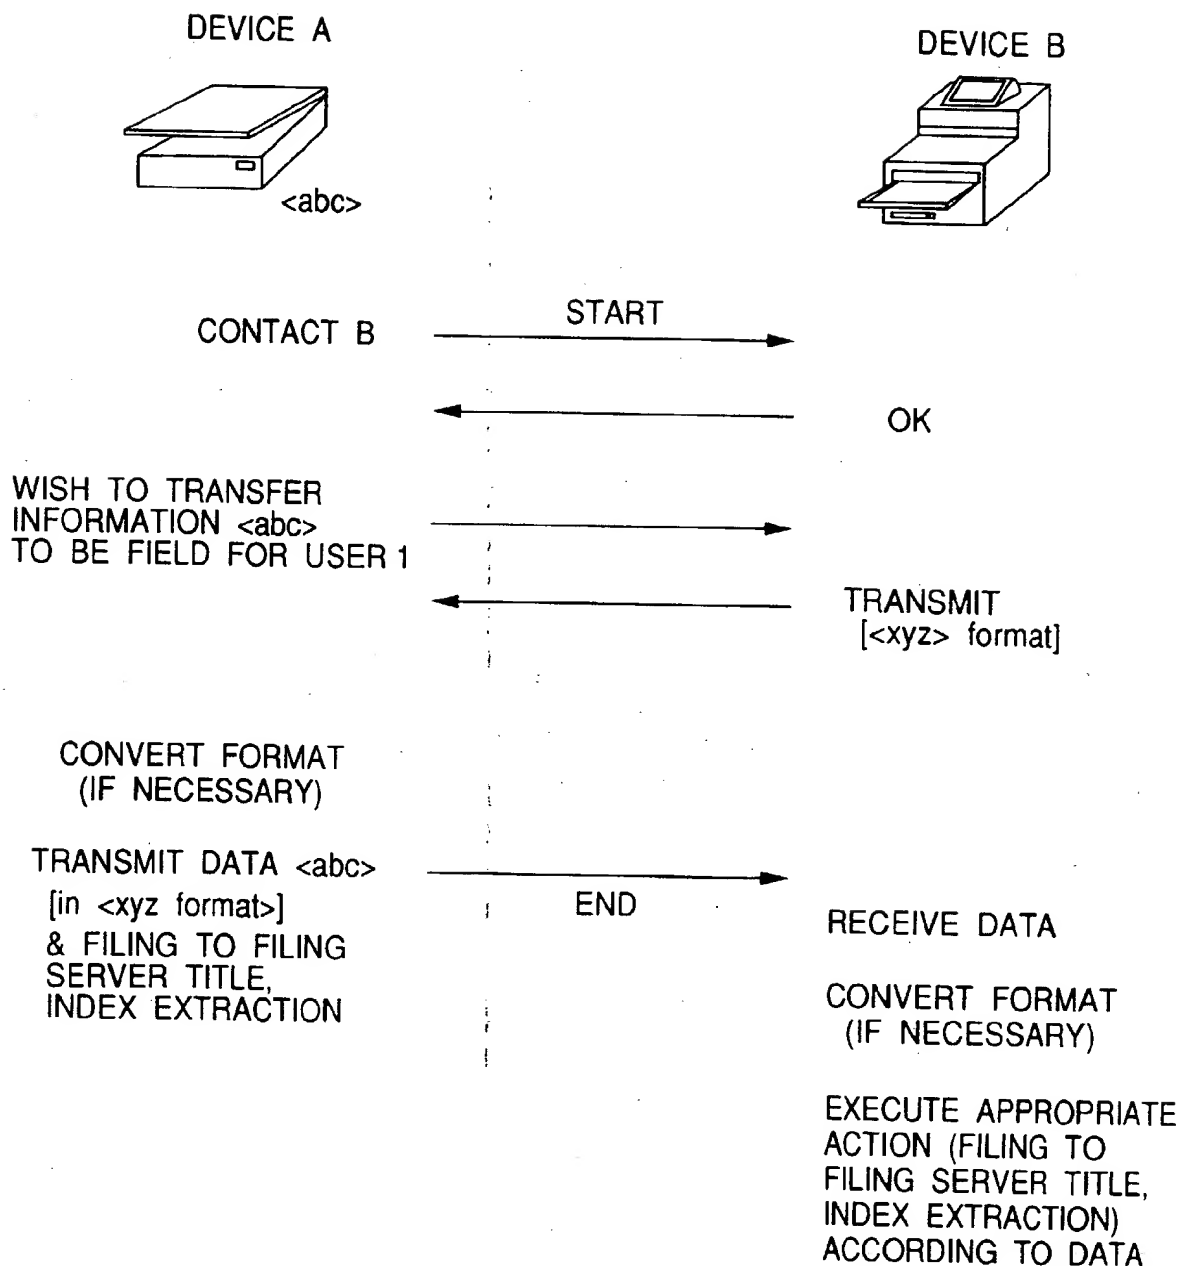 DEVICE A
DEVICE B
<abc>
START
CONTACT B
OK
WISH TO TRANSFER
INFORMATION <abc>
TO BE FIELD FOR USER 1
TRANSMIT
[<xyz> format]
CONVERT FORMAT
(IF NECESSARY)
TRANSMIT DATA <abc>
[in <xyz format>]
& FILING TO FILING
SERVER TITLE,
INDEX EXTRACTION
END
RECEIVE DATA
CONVERT FORMAT
(IF NECESSARY)
EXECUTE APPROPRIATE
ACTION (FILING TO
FILING SERVER TITLE,
INDEX EXTRACTION)
ACCORDING TO DATA